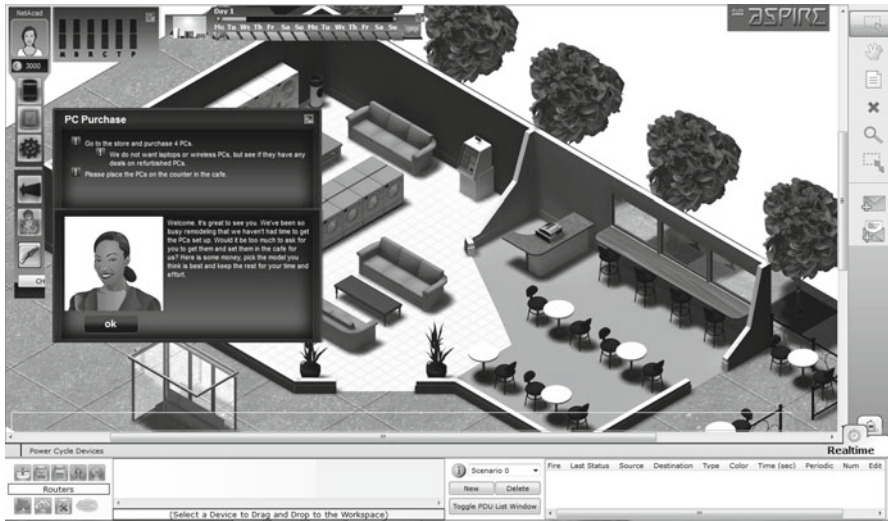 NetAcad
Day 1
Mo Tu We Th Fr Sa Su Mo Tu We Th Fr Sa Su
ASPIRE
3000
M B R C T P
PC Purchase
Go to the store and purchase 4 PCs.
We do not want laptops or wireless PCs, but see if they have any
deals on refurbished PCs.
Please place the PCs on the counter in the cafe.
Welcome. It's great to see you. We've been so
busy remodeling that we haven't had time to get
the PCs set up. Would it be too much to ask for
you to get them and set them in the cafe for
us? Here is some money, pick the model you
think is best and keep the rest for your time and
effort.
ok
Power Cycle Devices
Realtime
Routers
(Select a Device to Drag and Drop to the Workspace)
Scenario 0
New Delete
Toggle PDU List Window
Fire Last Status Source Destination Type Color Time (sec) Periodic Num Edit